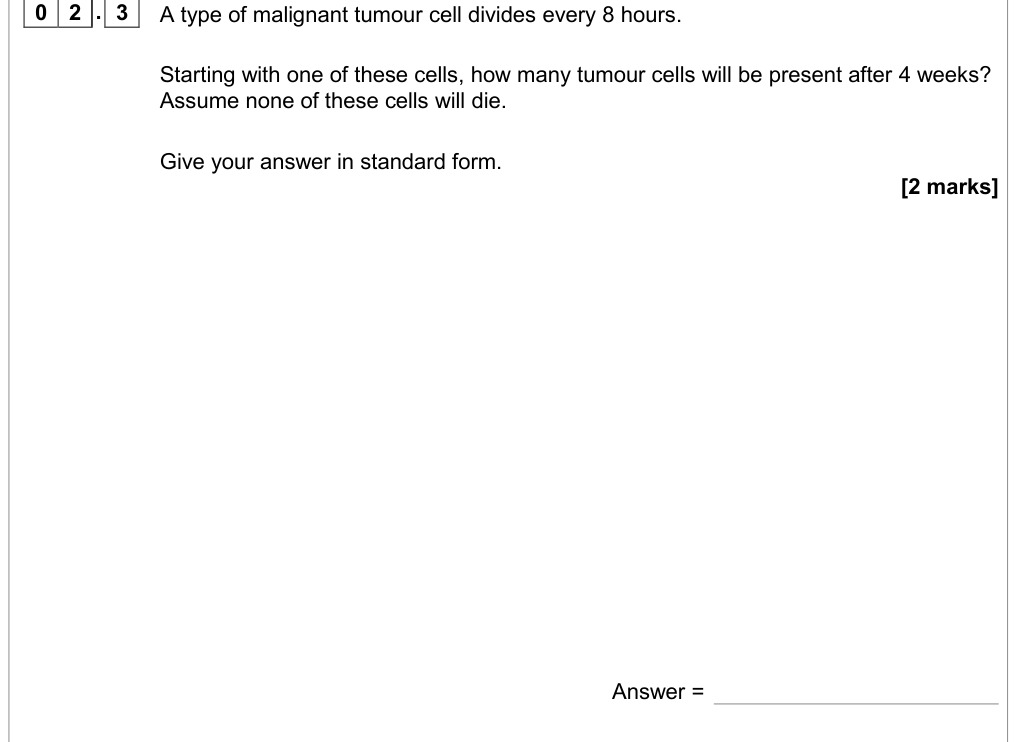 0 2 . 3 A type of malignant tumour cell divides every 8 hours.
Starting with one of these cells, how many tumour cells will be present after 4 weeks?
Assume none of these cells will die.
Give your answer in standard form.
[2 marks]
Answer =